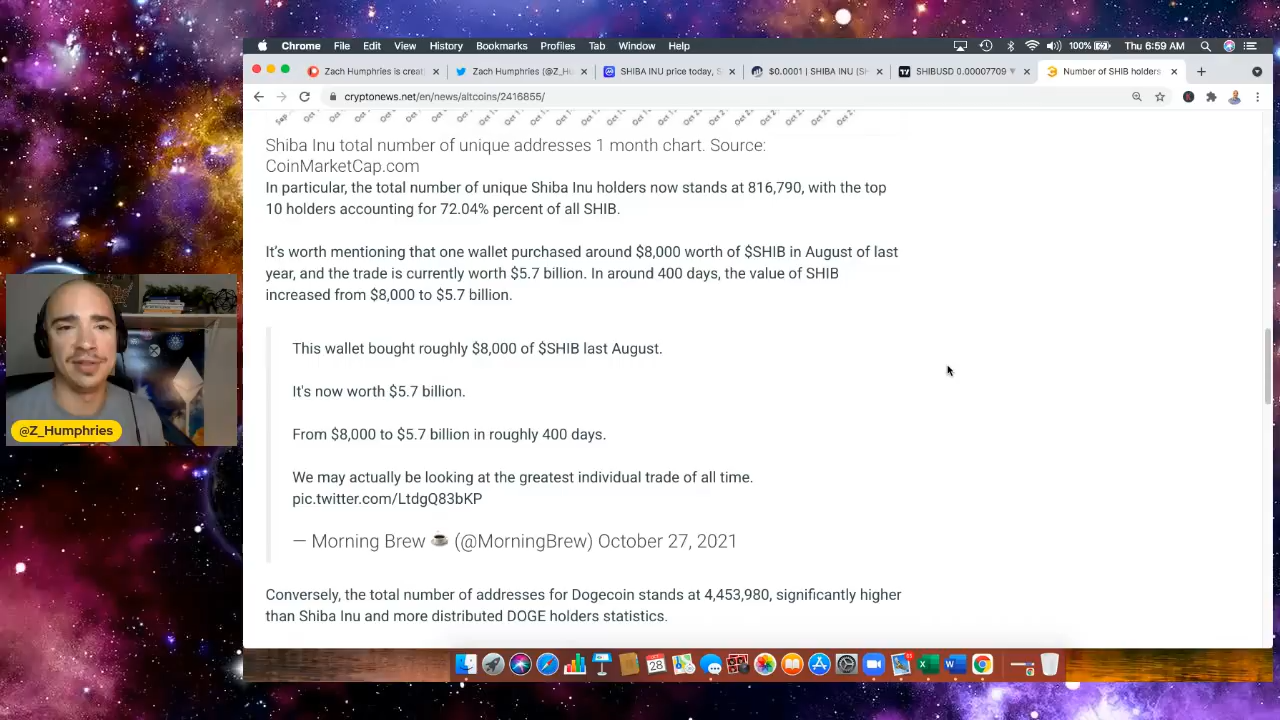 Chrome File Edit View History Bookmarks Profiles Tab Window Help 100% Thu 6:59 AM
Zach Humphries is creat Zach Humphries (@Z_Hu SHIBA INU price today, S $0.0001 | SHIBA INU (SH SHIBUSD 0.00007709 Number of SHIB holders
cryptonews.net/en/news/altcoins/2416855/
Shiba Inu total number of unique addresses 1 month chart. Source:
CoinMarketCap.com
In particular, the total number of unique Shiba Inu holders now stands at 816,790, with the top
10 holders accounting for 72.04% percent of all SHIB.
It's worth mentioning that one wallet purchased around $8,000 worth of $SHIB in August of last
year, and the trade is currently worth $5.7 billion. In around 400 days, the value of SHIB
increased from $8,000 to $5.7 billion.
This wallet bought roughly $8,000 of $SHIB last August.
It's now worth $5.7 billion.
From $8,000 to $5.7 billion in roughly 400 days.
We may actually be looking at the greatest individual trade of all time.
pic.twitter.com/LtdgQ83bKP
— Morning Brew ☕ (@MorningBrew) October 27, 2021
Conversely, the total number of addresses for Dogecoin stands at 4,453,980, significantly higher
than Shiba Inu and more distributed DOGE holders statistics.
@Z_Humphries
28